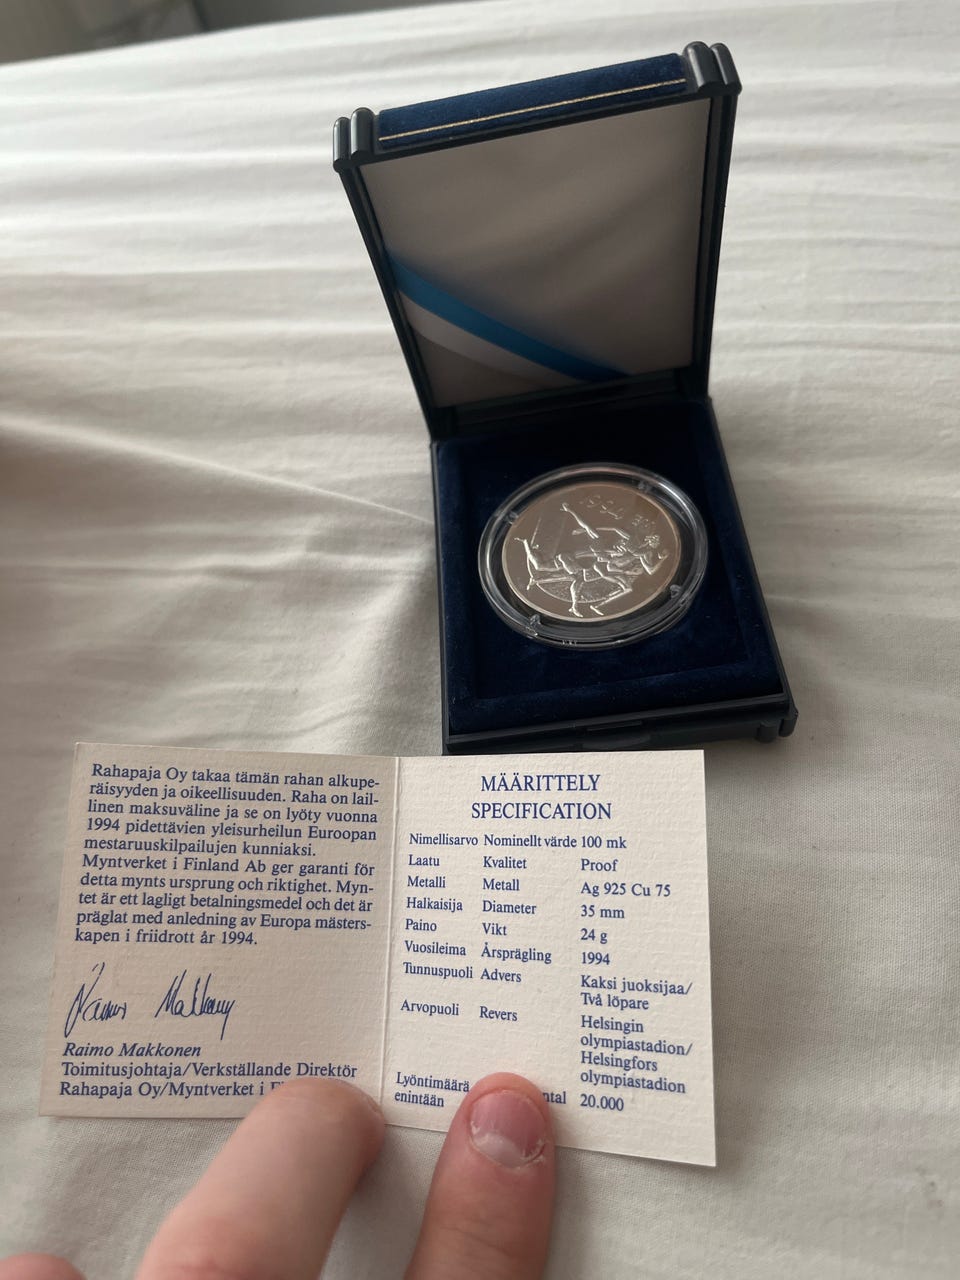 1994
Rahapaja Oy takaa tämän rahan alkupe-
räisyyden ja oikeellisuuden. Raha on lail-
linen maksuväline ja se on lyöty vuonna
1994 pidettävien yleisurheilun Euroopan
mestaruuskilpailujen kunniaksi.
Myntverket i Finland Ab ger garanti för
detta mynts ursprung och riktighet. Myn-
tet är ett lagligt betalningsmedel och det är
präglat med anledning av Europa mästers-
kapen i friidrott år 1994.
Raimo Makkonen
Raimo Makkonen
Toimitusjohtaja/Verkställande Direktör
Rahapaja Oy/Myntverket i
MÄÄRITTELY
SPECIFICATION
Nimellisarvo Nominellt värde 100 mk
Laatu Kvalitet Proof
Metalli Metall Ag 925 Cu 75
Halkaisija Diameter 35 mm
Paino Vikt 24 g
Vuosileima Årsprägling 1994
Tunnuspuoli Advers Kaksi juoksijaa/
Två löpare
Arvopuoli Revers Helsingin
olympiastadion/
Helsingfors
olympiastadion
Lyöntimäärä
enintään 20.000